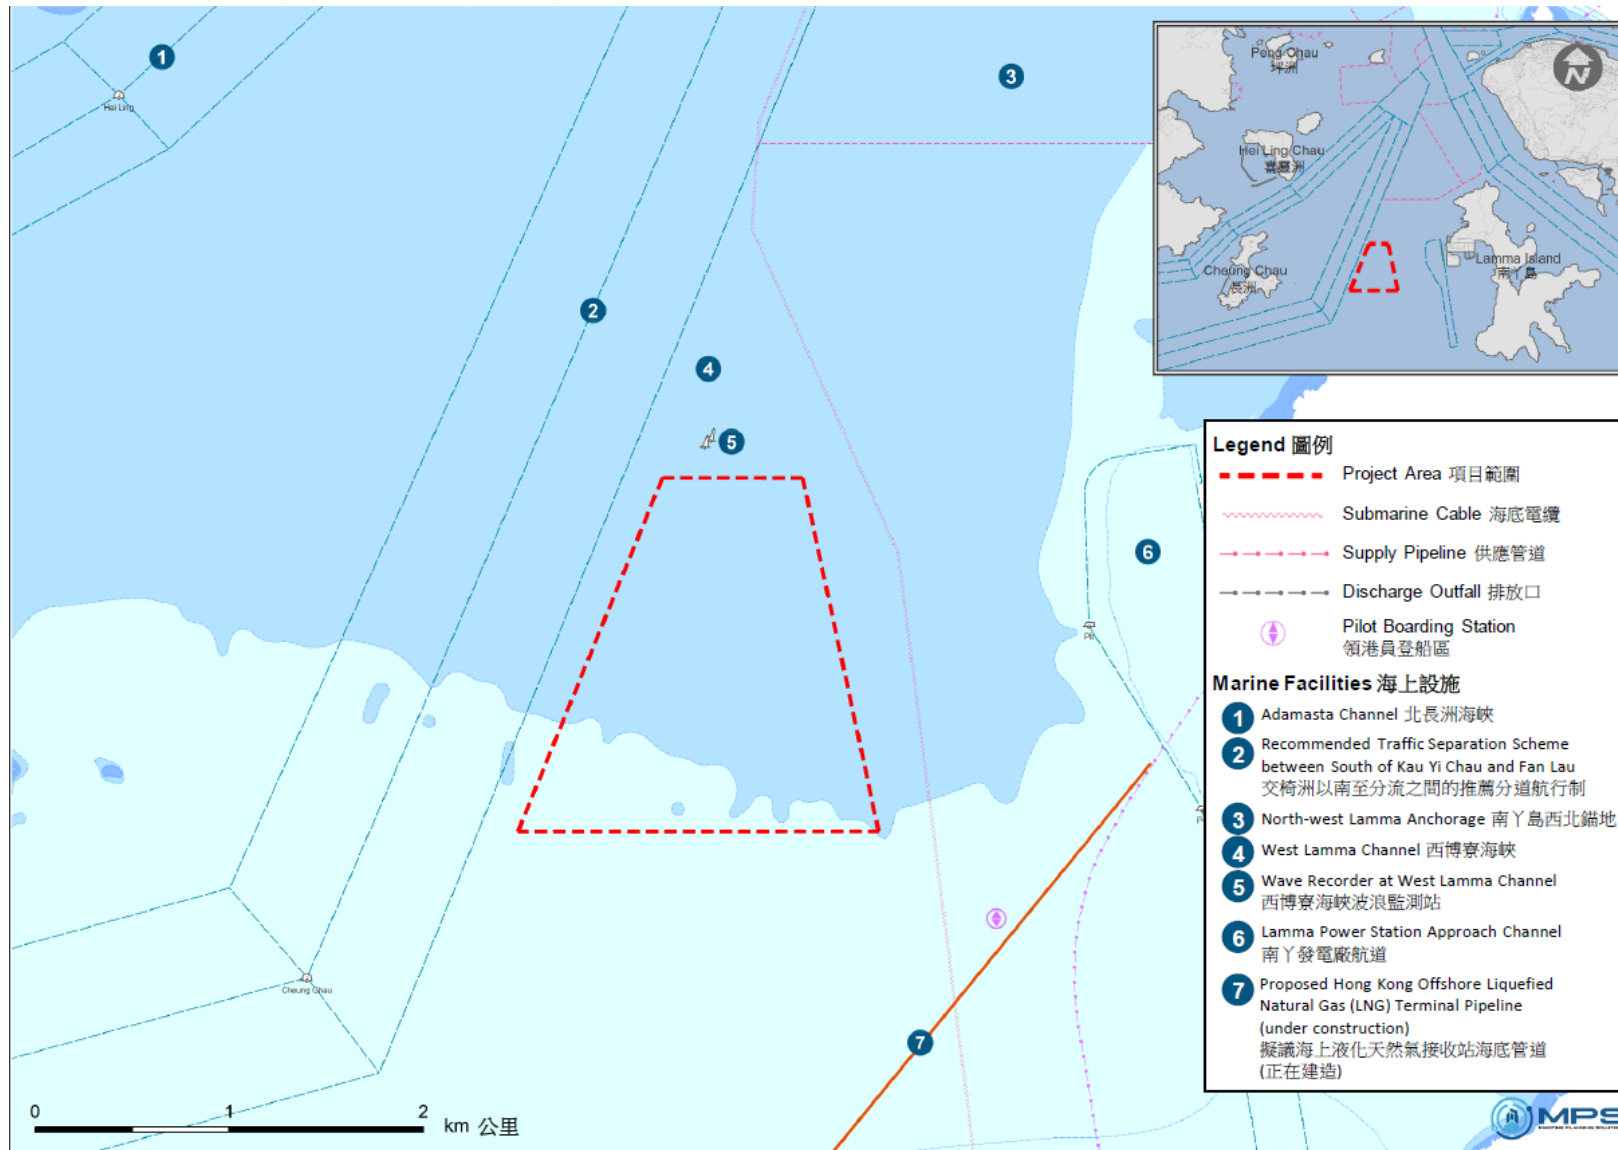 1
Hei Ling
3
2
4
5
6
PU
7
Cheung Chau
0 1 2
km 公里
Peng Chau
坪洲
N
Hei Ling Chau
喜靈洲
Cheung Chau
長洲
Lamma Island
南丫島
Legend 圖例
Project Area 項目範圍
Submarine Cable 海底電纜
Supply Pipeline 供應管道
Discharge Outfall 排放口
Pilot Boarding Station
領港員登船區
Marine Facilities 海上設施
1 Adamasta Channel 北長洲海峽
2 Recommended Traffic Separation Scheme
between South of Kau Yi Chau and Fan Lau
交椅洲以南至分流之間的推薦分道航行制
3 North-west Lamma Anchorage 南丫島西北錨地
4 West Lamma Channel 西博寮海峽
5 Wave Recorder at West Lamma Channel
西博寮海峽波浪監測站
6 Lamma Power Station Approach Channel
南丫發電廠航道
7 Proposed Hong Kong Offshore Liquefied
Natural Gas (LNG) Terminal Pipeline
(under construction)
擬議海上液化天然氣接收站海底管道
(正在建造)
MPS